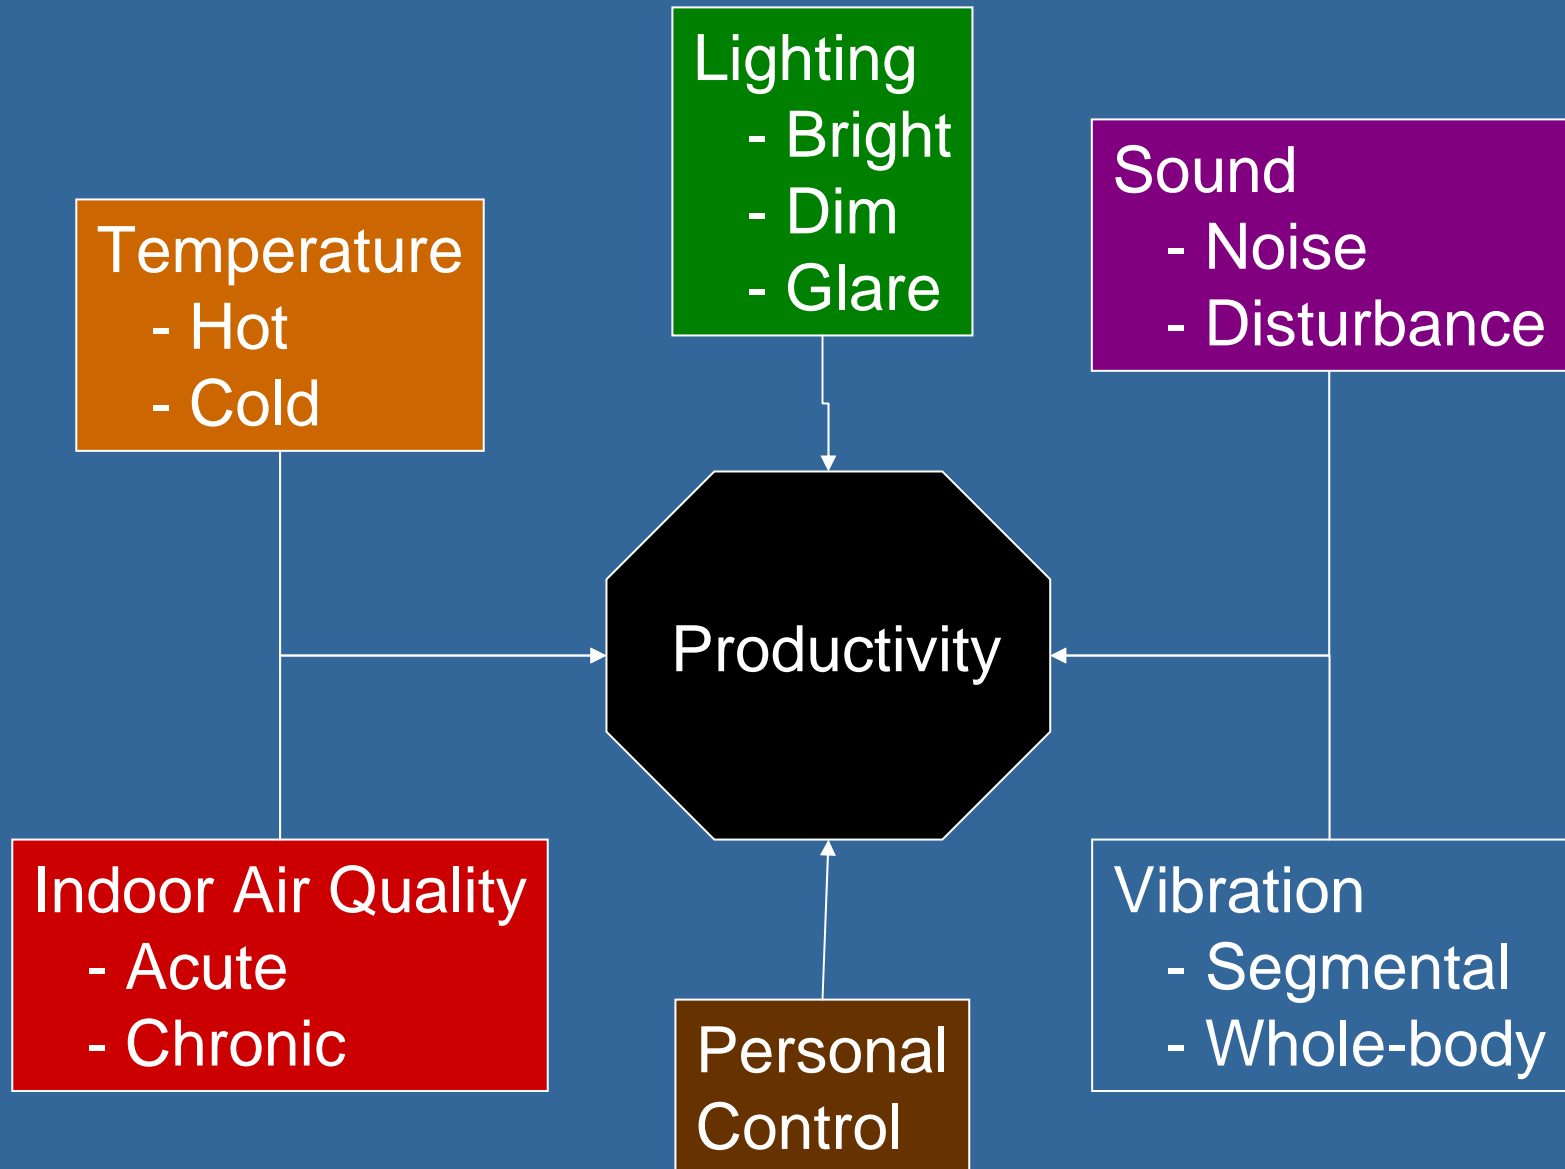 Lighting
- Bright
- Dim
- Glare
Sound
- Noise
- Disturbance
Temperature
- Hot
- Cold
Productivity
Indoor Air Quality
- Acute
- Chronic
Vibration
- Segmental
- Whole-body
Personal
Control